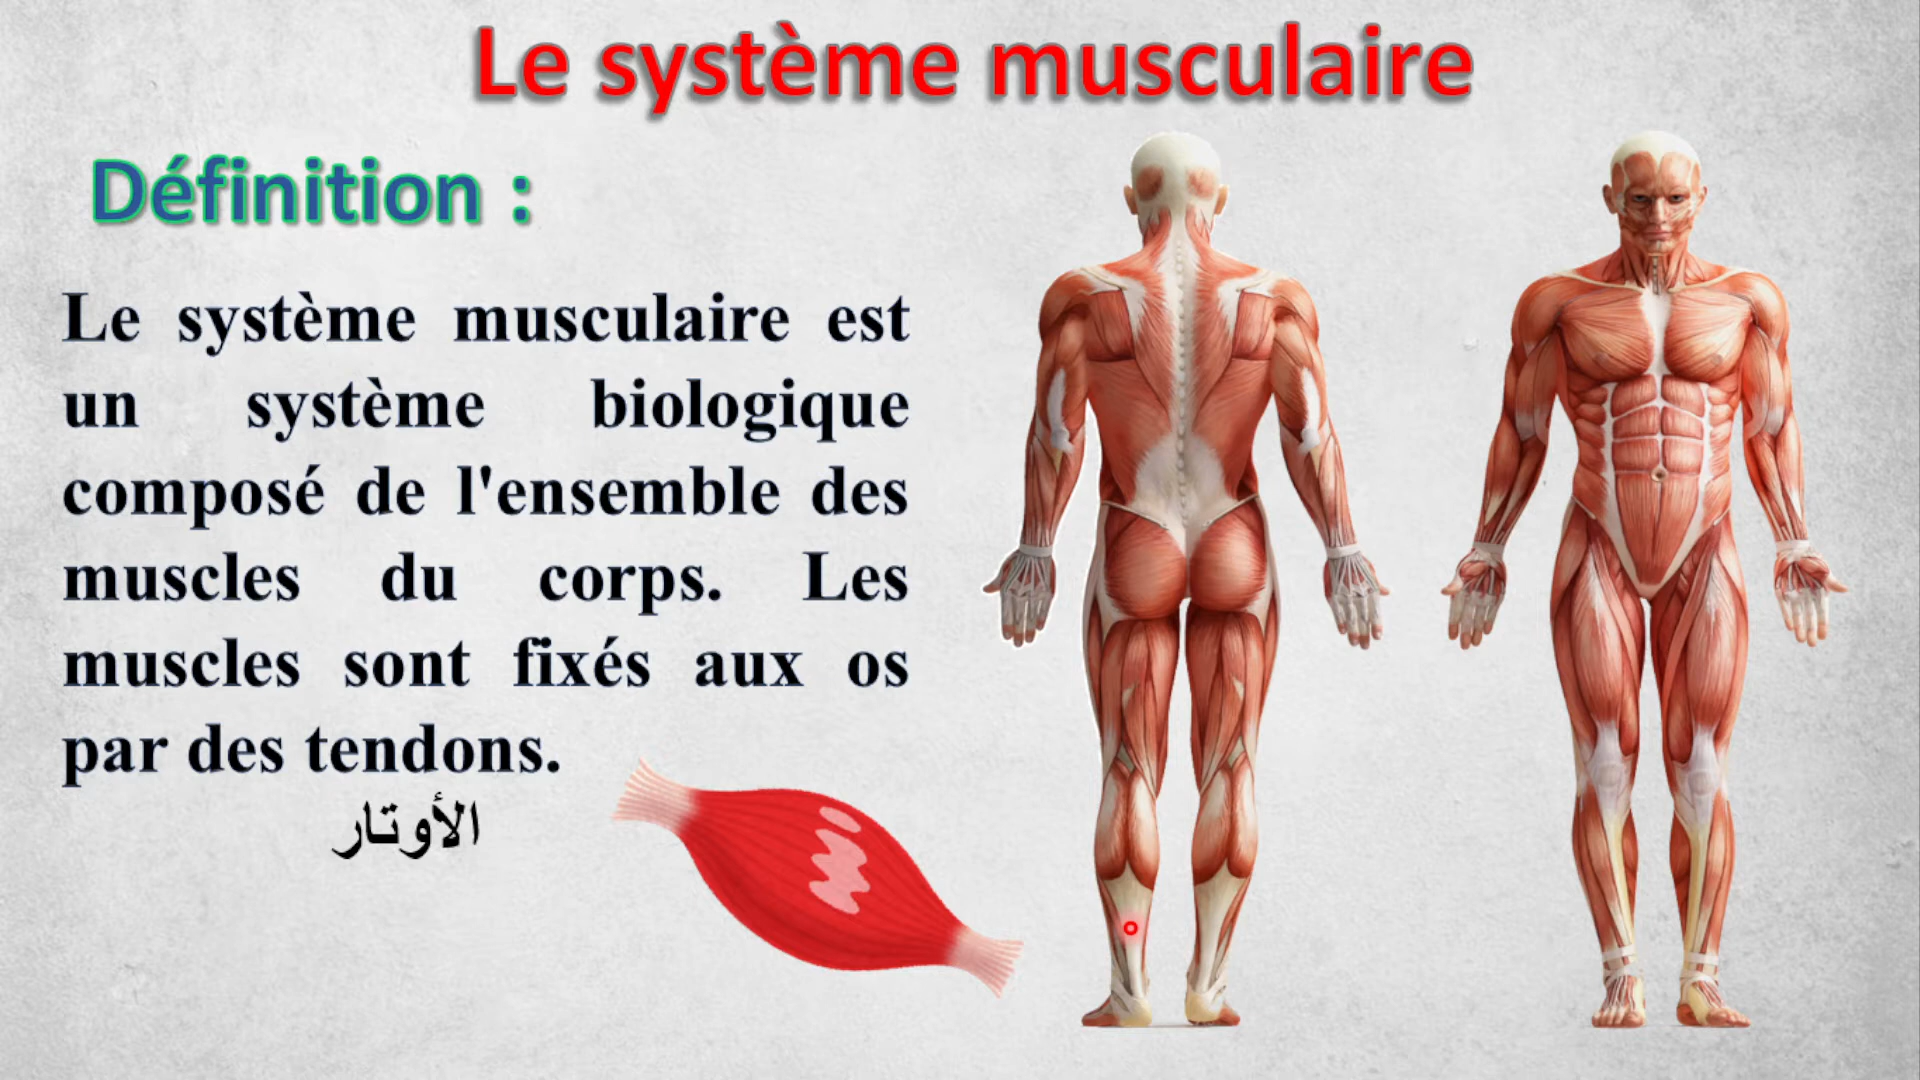 Le système musculaire
Définition :
Le système musculaire est
un système biologique
composé de l'ensemble des
muscles du corps. Les
muscles sont fixés aux os
par des tendons.
الأوتار